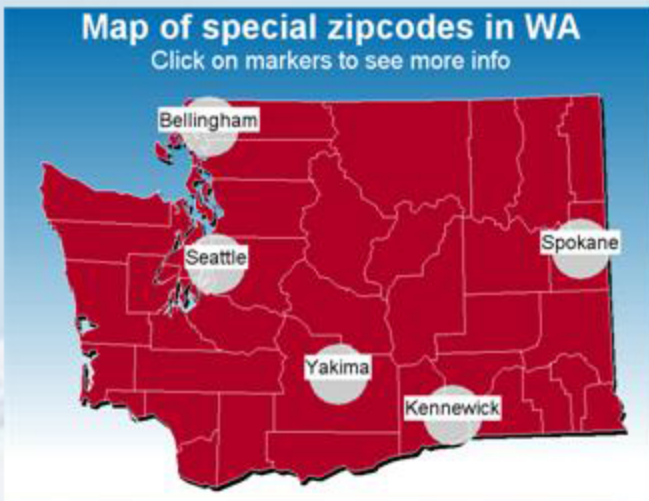 Map of special zipcodes in WA
Click on markers to see more info
Bellingham
Spokane
Seattle
Yakima
Kennewick